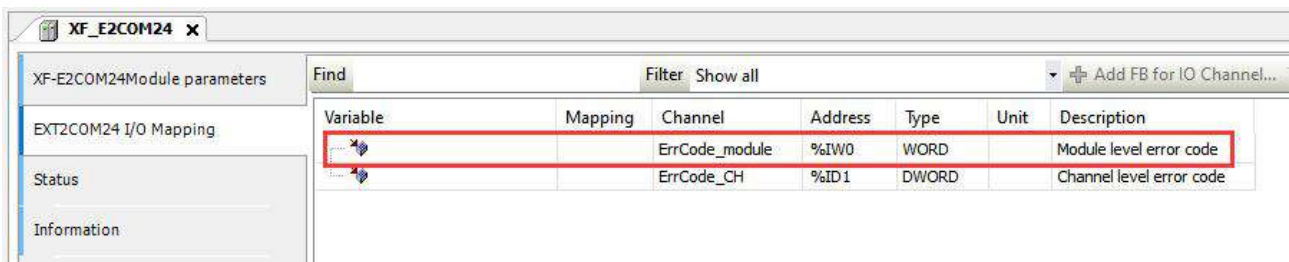 XF_E2COM24 x
XF-E2COM24Module parameters
Find Filter Show all Add FB for IO Channel...
EXT2COM24 I/O Mapping
Variable Mapping Channel Address Type Unit Description
ErrCode_module %IW0 WORD Module level error code
Status
ErrCode_CH %ID1 DWORD Channel level error code
Information